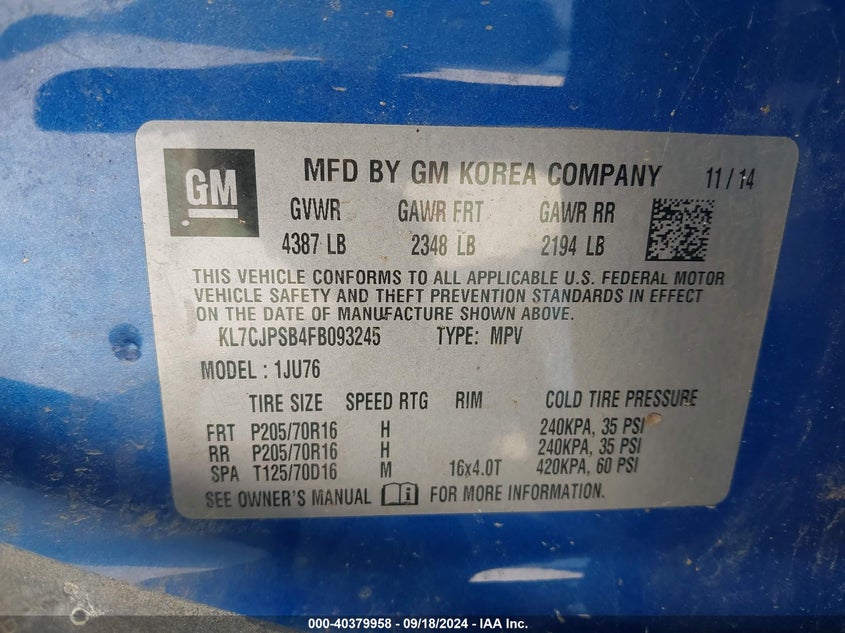 GM
MFD BY GM KOREA COMPANY 11/14
GVWR GAWR FRT GAWR RR
4387 LB 2348 LB 2194 LB
THIS VEHICLE CONFORMS TO ALL APPLICABLE U.S. FEDERAL MOTOR
VEHICLE SAFETY AND THEFT PREVENTION STANDARDS IN EFFECT
ON THE DATE OF MANUFACTURE SHOWN ABOVE.
KL7CJPSB4FB093245 TYPE: MPV
MODEL : 1JU76
TIRE SIZE SPEED RTG RIM COLD TIRE PRESSURE
FRT P205/70R16 H 240KPA, 35 PSI
RR P205/70R16 H 240KPA, 35 PSI
SPA T125/70D16 M 16x4.0T 420KPA, 60 PSI
SEE OWNER'S MANUAL FOR MORE INFORMATION.
000-40379958 - 09/18/2024 - IAA Inc.